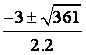 (-3 ± √361) / 2.2